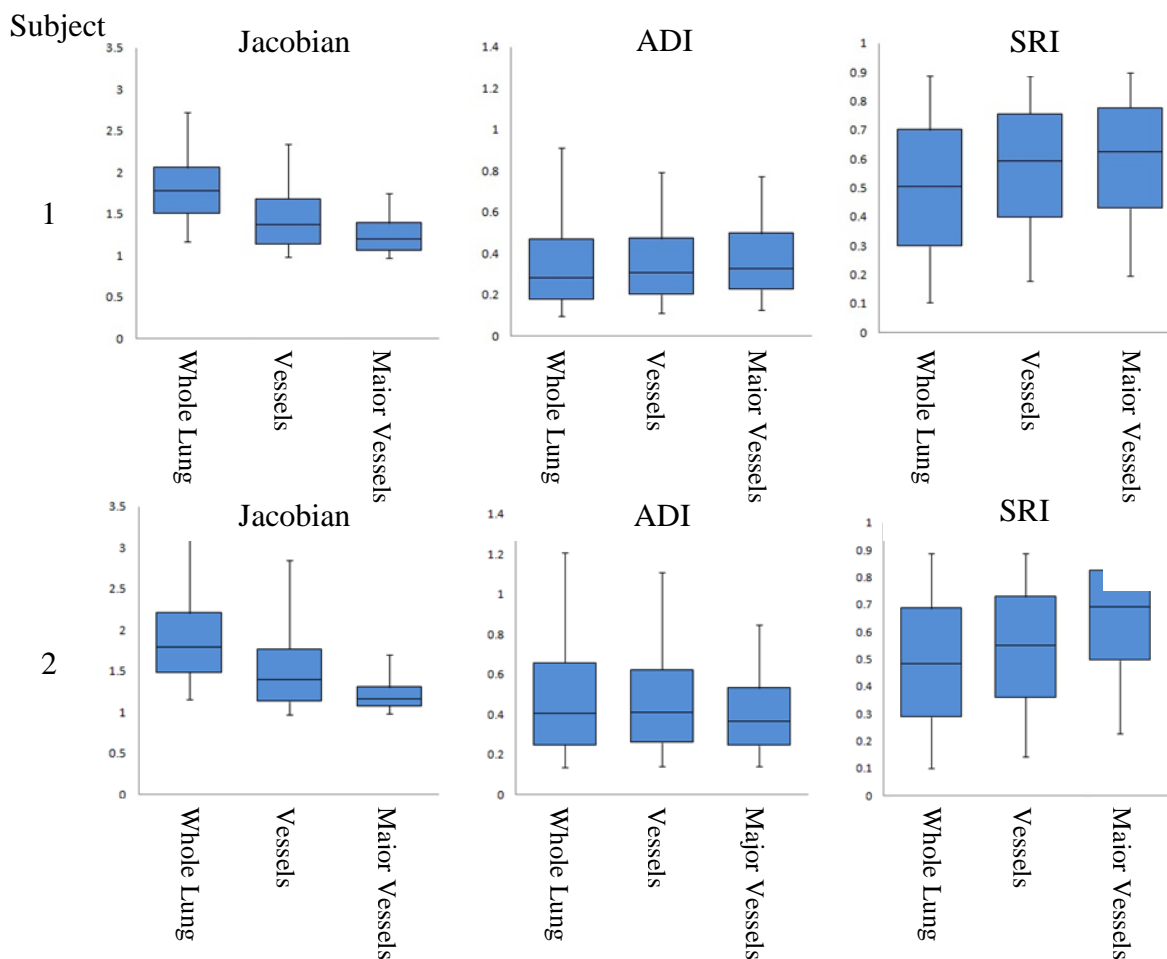 Subject
Jacobian
ADI
SRI
3.5
3
2.5
2
1.5
1
0.5
0
1.4
1.2
1
0.8
0.6
0.4
0.2
0
1
0.9
0.8
0.7
0.6
0.5
0.4
0.3
0.2
0.1
0
1
Whole Lung
Vessels
Maior Vessels
Whole Lung
Vessels
Maior Vessels
Whole Lung
Vessels
Maior Vessels
Jacobian
ADI
SRI
3.5
3
2.5
2
1.5
1
0.5
0
1.4
1.2
1
0.8
0.6
0.4
0.2
0
1
0.9
0.8
0.7
0.6
0.5
0.4
0.3
0.2
0.1
0
2
Whole Lung
Vessels
Maior Vessels
Whole Lung
Vessels
Major Vessels
Whole Lung
Vessels
Maior Vessels